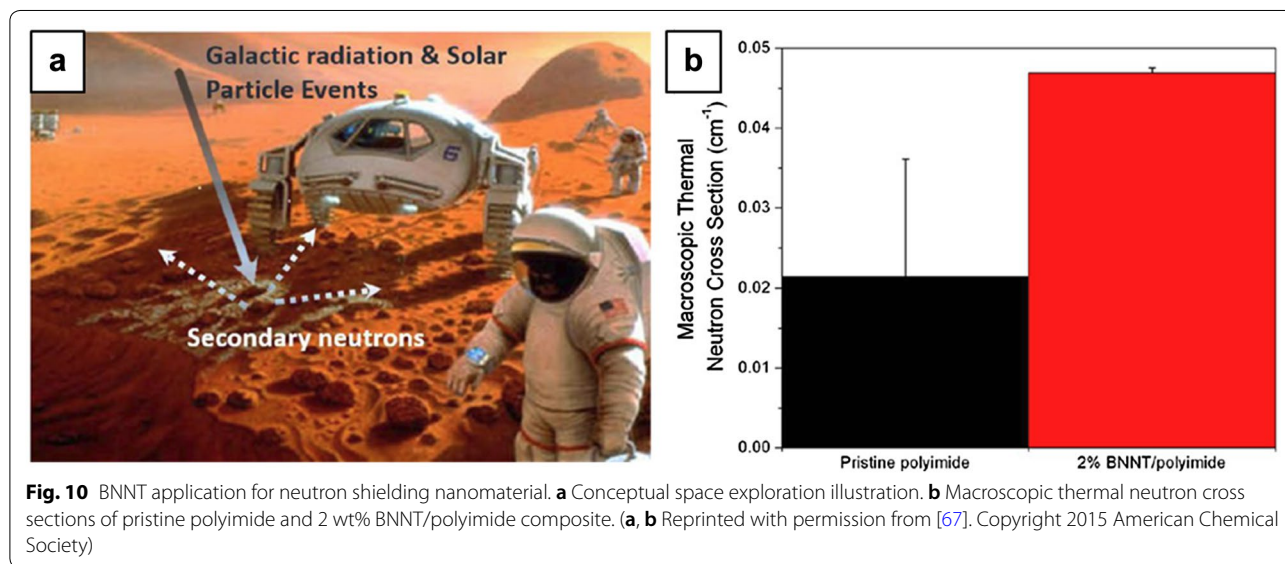 a
Galactic radiation & Solar
Particle Events
6
Secondary neutrons
b
Macroscopic Thermal
Neutron Cross Section (cm⁻¹)
0.05
0.04
0.03
0.02
0.01
0.00
Pristine polyimide
2% BNNT/polyimide
Fig. 10 BNNT application for neutron shielding nanomaterial. a Conceptual space exploration illustration. b Macroscopic thermal neutron cross
sections of pristine polyimide and 2 wt% BNNT/polyimide composite. (a, b Reprinted with permission from [67]. Copyright 2015 American Chemical
Society)